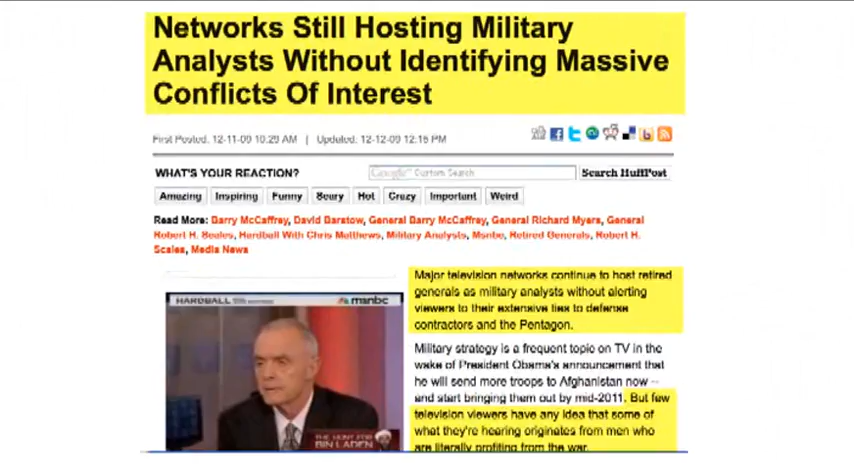 Networks Still Hosting Military
Analysts Without Identifying Massive
Conflicts Of Interest
First Posted: 12-11-09 10:29 AM | Updated: 12-12-09 12:15 PM
WHAT'S YOUR REACTION?
Google™ Custom Search
Search HuffPost
Amazing Inspiring Funny Scary Hot Crazy Important Weird
Read More: Barry McCaffrey, David Barstow, General Barry McCaffrey, General Richard Myers, General
Robert H. Scales, Hardball With Chris Matthews, Military Analysts, Msnbc, Retired Generals, Robert H.
Scales, Media News
HARDBALL
msnbc
THE HUNT FOR
BIN LADEN
Major television networks continue to host retired
generals as military analysts without alerting
viewers to their extensive ties to defense
contractors and the Pentagon.
Military strategy is a frequent topic on TV in the
wake of President Obama's announcement that
he will send more troops to Afghanistan now --
and start bringing them out by mid-2011. But few
television viewers have any idea that some of
what they're hearing originates from men who
are literally profiting from the war.